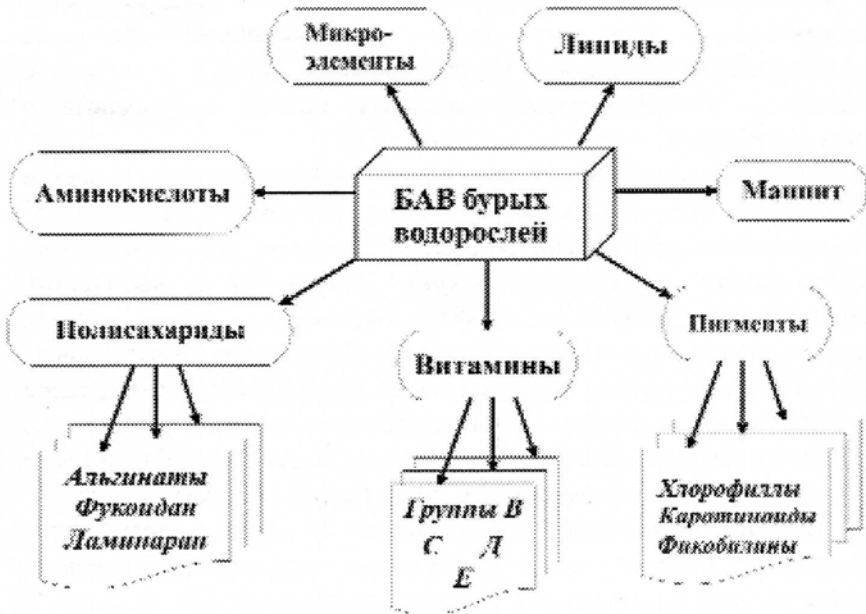 Микро-
элементы
Липиды
Аминокислоты
БАВ бурых
водорослей
Маннит
Полисахариды
Витамины
Пигменты
Альгинаты
Фукоидан
Ламинаран
Группы В
С Д
Е
Хлорофиллы
Каротиноиды
Фикобилины